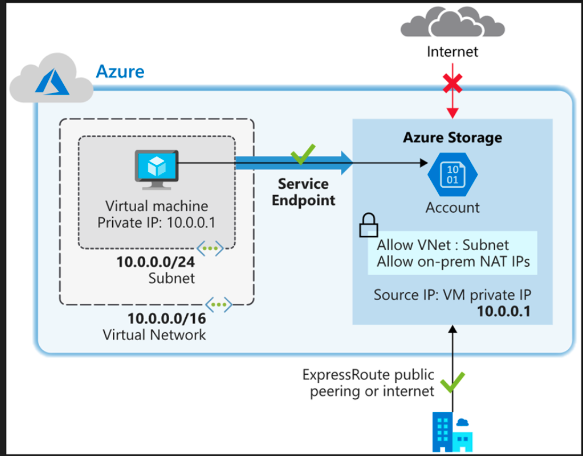 Internet
Azure
Azure Storage
10
01
Account
Virtual machine
Private IP: 10.0.0.1
Service
Endpoint
10.0.0.0/24
Subnet
Allow VNet : Subnet
Allow on-prem NAT IPs
Source IP: VM private IP
10.0.0.1
10.0.0.0/16
Virtual Network
ExpressRoute public
peering or internet